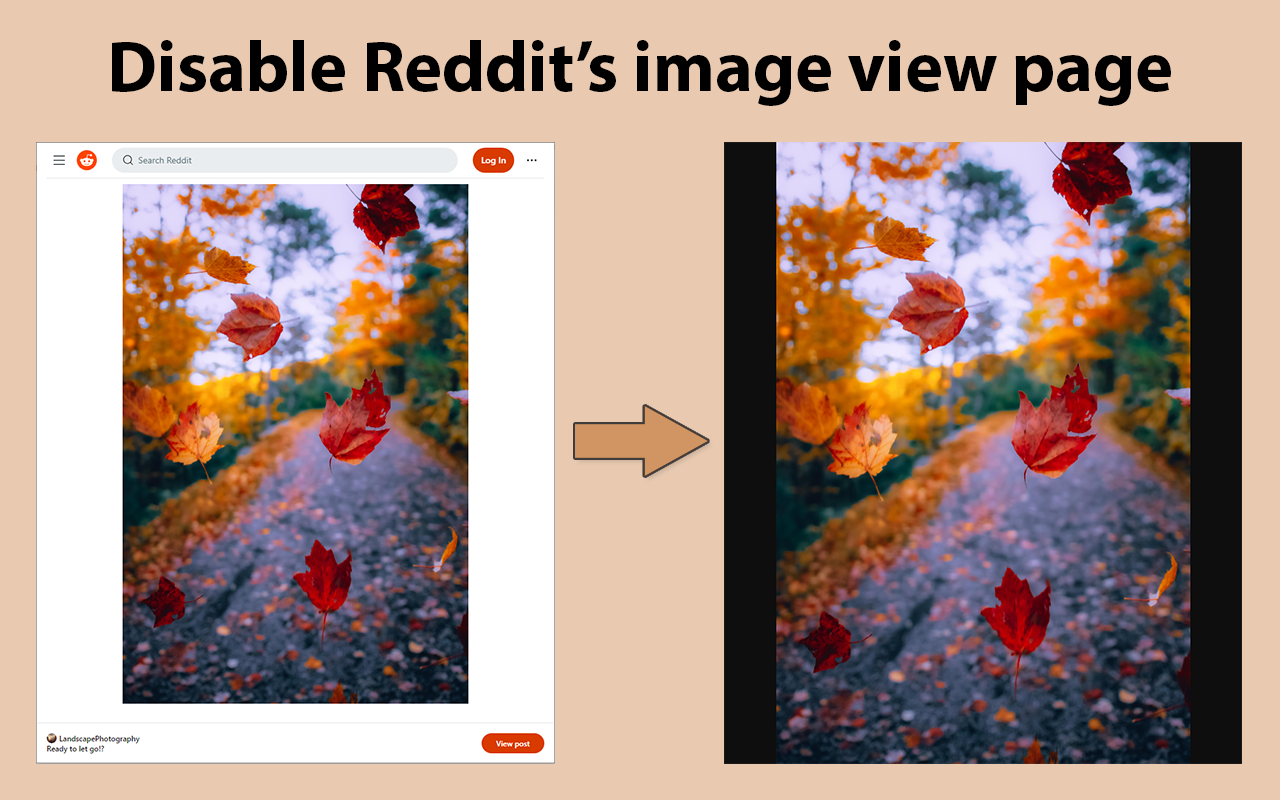 Disable Reddit’s image view page
Search Reddit
Log In
LandscapePhotography
Ready to let go!?
View post